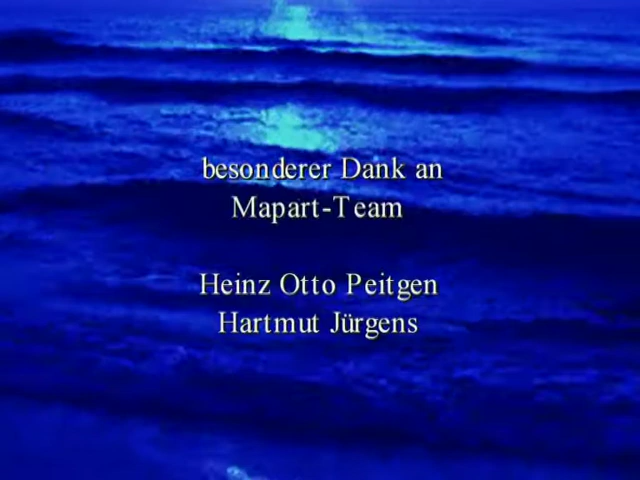 besonderer Dank an
Mapart-Team
Heinz Otto Peitgen
Hartmut Jürgens